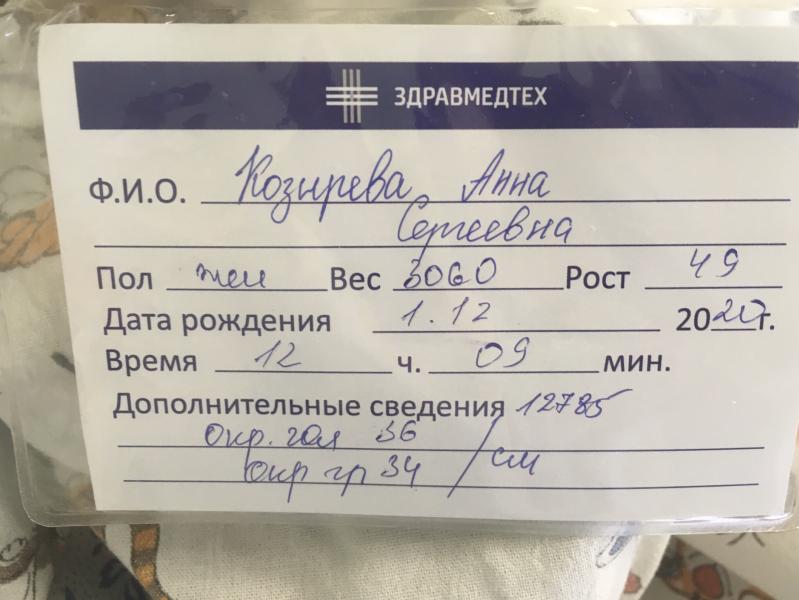 ЗДРАВМЕДТЕХ
Ф.И.О. Козырева Анна
Сергеевна
Пол жен Вес 3060 Рост 49
Дата рождения 1.12 2020г.
Время 12 ч. 09 мин.
Дополнительные сведения 12785
окр. гол 36
окр гр 34 / см